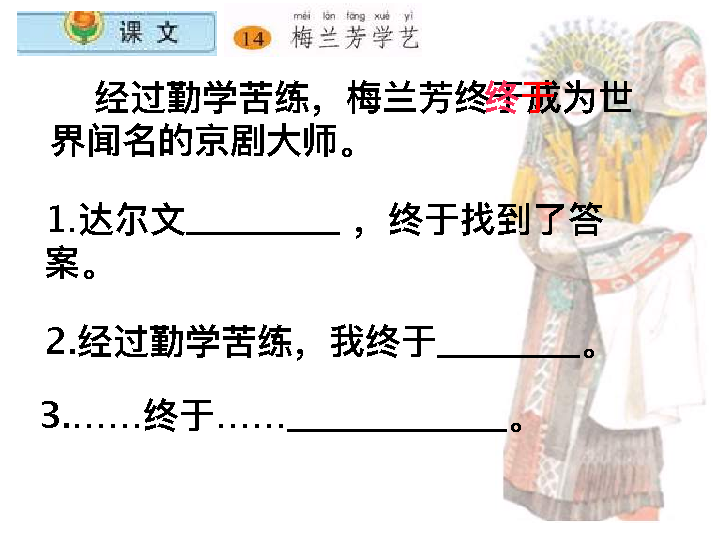 课文
14
méi lán fāng xué yì
梅兰芳学艺
经过勤学苦练，梅兰芳终于成为世
界闻名的京剧大师。
1.达尔文________ ，终于找到了答
案。
2.经过勤学苦练，我终于________。
3.……终于……____________。